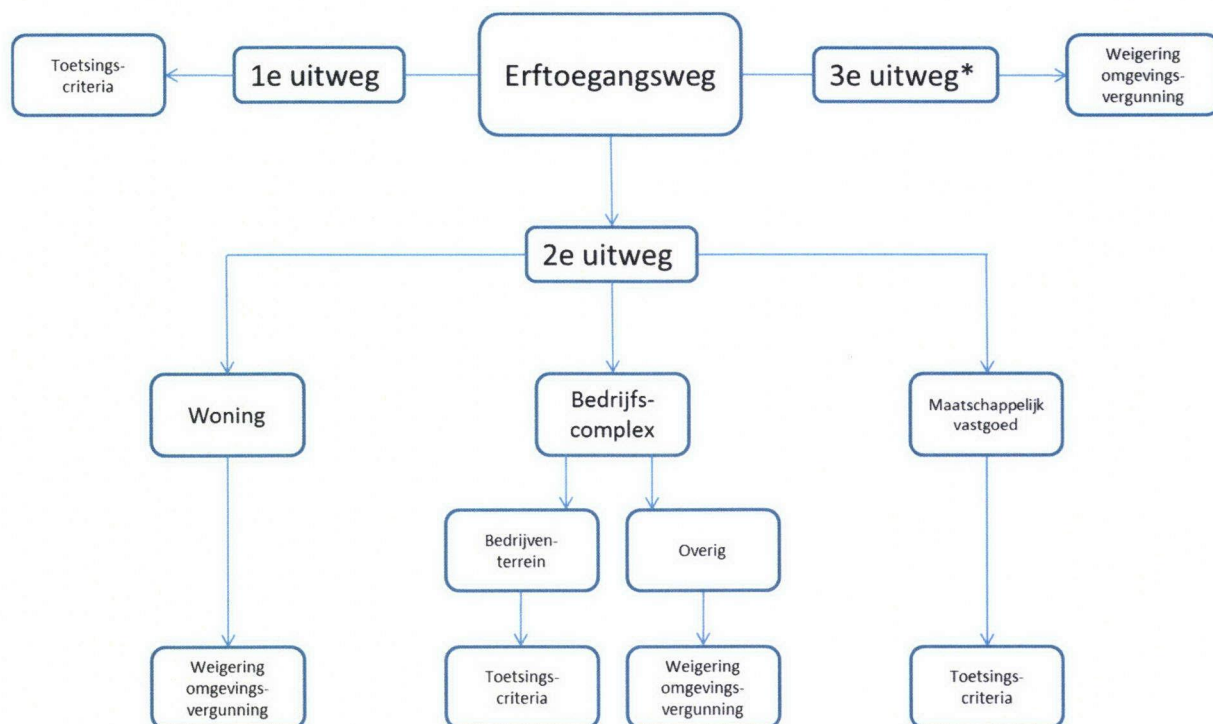 Toetsings-
criteria
1e uitweg
Erftoegangsweg
3e uitweg*
Weigering
omgevings-
vergunning
2e uitweg
Woning
Bedrijfs-
complex
Maatschappelijk
vastgoed
Bedrijven-
terrein
Overig
Weigering
omgevings-
vergunning
Toetsings-
criteria
Weigering
omgevings-
vergunning
Toetsings-
criteria